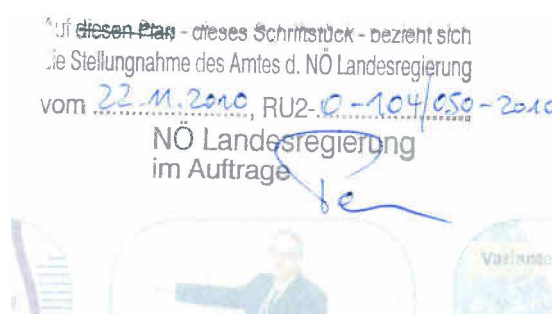 Auf diesen Plan - dieses Schriftstück - bezieht sich
die Stellungnahme des Amtes d. NÖ Landesregierung
vom 22.11.2010, RU2-O-104/050-2010
NÖ Landesregierung
im Auftrage
Variante